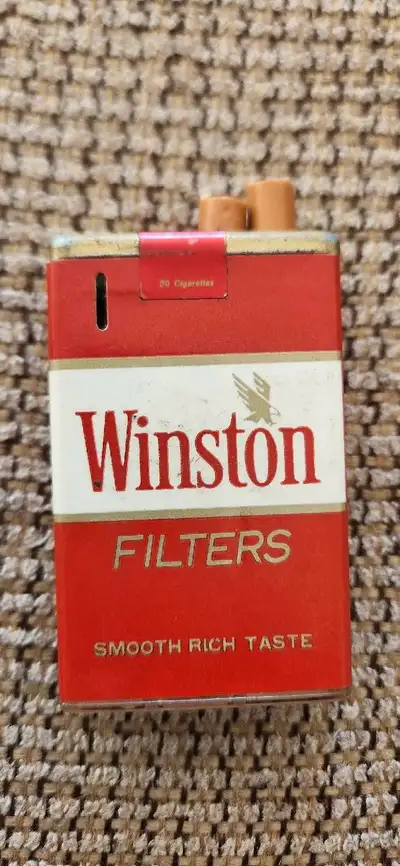 20 Cigarettes
Winston
FILTERS
SMOOTH RICH TASTE